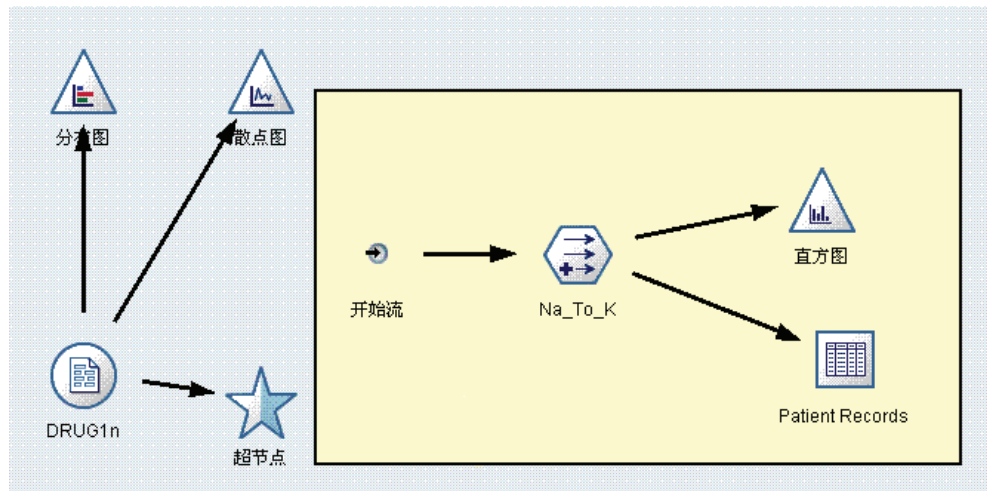 分布图
散点图
开始流
Na_To_K
直方图
DRUG1n
超节点
Patient Records